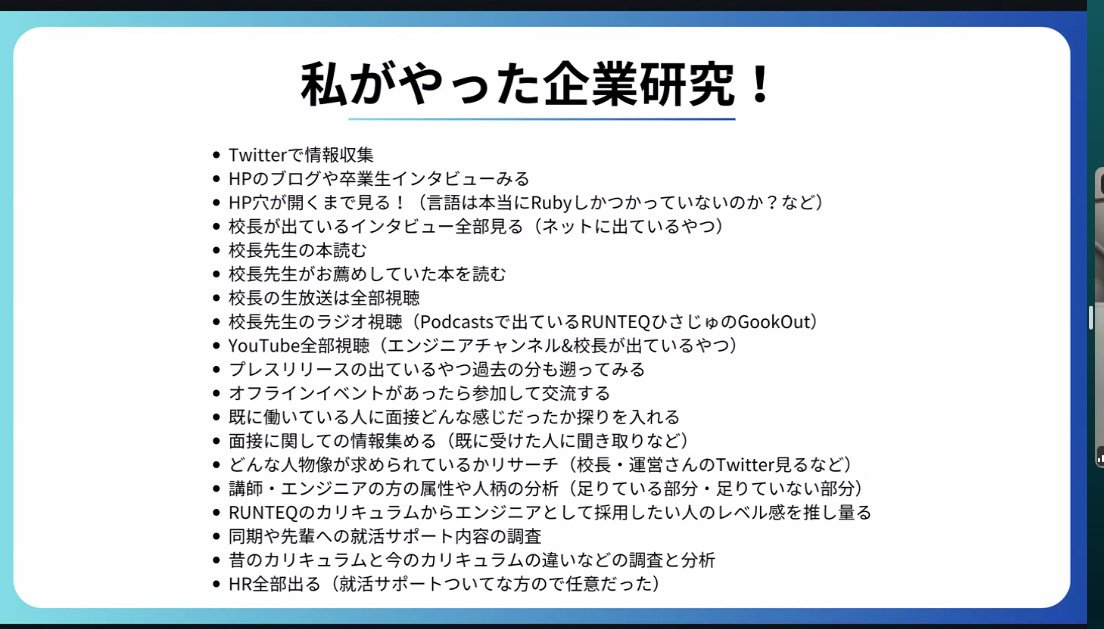 私がやった企業研究！
• Twitterで情報収集
• HPのブログや卒業生インタビューみる
• HP穴が開くまで見る！（言語は本当にRubyしかつかっていないのか？など）
• 校長が出ているインタビュー全部見る（ネットに出ているやつ）
• 校長先生の本読む
• 校長先生がお薦めしていた本を読む
• 校長の生放送は全部視聴
• 校長先生のラジオ視聴（Podcastsで出ているRUNTEQひさじゅのGookOut）
• YouTube全部視聴（エンジニアチャンネル&校長が出ているやつ）
• プレスリリースの出ているやつ過去の分も遡ってみる
• オフラインイベントがあったら参加して交流する
• 既に働いている人に面接どんな感じだったか探りを入れる
• 面接に関しての情報集める（既に受けた人に聞き取りなど）
• どんな人物像が求められているかリサーチ（校長・運営さんのTwitter見るなど）
• 講師・エンジニアの方の属性や人柄の分析（足りている部分・足りていない部分）
• RUNTEQのカリキュラムからエンジニアとして採用したい人のレベル感を推し量る
• 同期や先輩への就活サポート内容の調査
• 昔のカリキュラムと今のカリキュラムの違いなどの調査と分析
• HR全部出る（就活サポートついてな方ので任意だった）